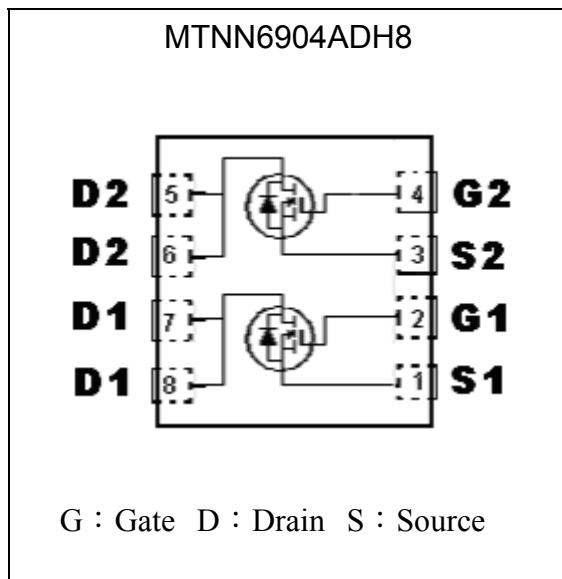 MTNN6904ADH8
D2 5 4 G2
D2 6 3 S2
D1 7 2 G1
D1 8 1 S1
G：Gate D：Drain S：Source